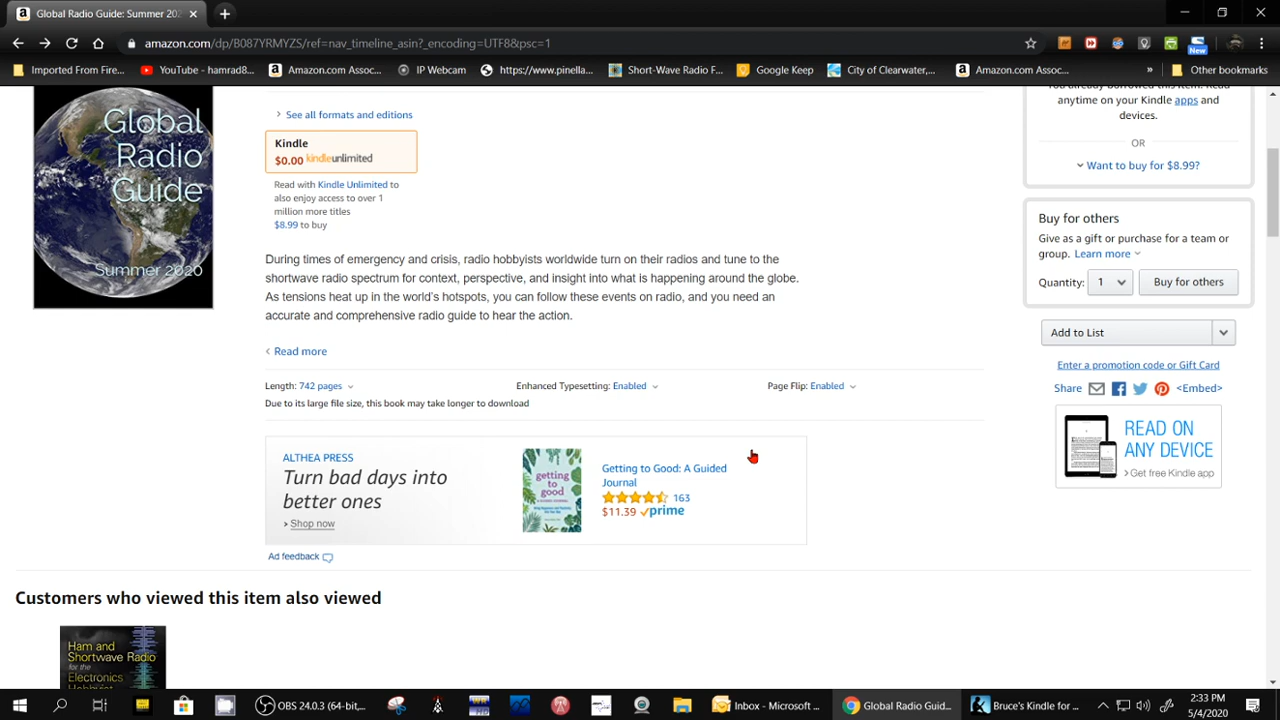 Global Radio Guide: Summer 2020
amazon.com/dp/B087YRMYZS/ref=nav_timeline_asin?_encoding=UTF8&psc=1
New
Imported From Fire...
YouTube - hamrad8...
Amazon.com Assoc...
IP Webcam
https://www.pinella...
Short-Wave Radio F...
Google Keep
City of Clearwater,...
Amazon.com Assoc...
»
Other bookmarks
Global
Radio
Guide
Summer 2020
See all formats and editions
Kindle
$0.00 kindleunlimited
Read with Kindle Unlimited to
also enjoy access to over 1
million more titles
$8.99 to buy
During times of emergency and crisis, radio hobbyists worldwide turn on their radios and tune to the
shortwave radio spectrum for context, perspective, and insight into what is happening around the globe.
As tensions heat up in the world's hotspots, you can follow these events on radio, and you need an
accurate and comprehensive radio guide to hear the action.
Read more
Length: 742 pages
Enhanced Typesetting: Enabled
Page Flip: Enabled
Due to its large file size, this book may take longer to download
ALTHEA PRESS
Turn bad days into
better ones
› Shop now
getting
to
good
Getting to Good: A Guided
Journal
163
$11.39 prime
Ad feedback
You already borrowed this item. Read
anytime on your Kindle apps and
devices.
OR
Want to buy for $8.99?
Buy for others
Give as a gift or purchase for a team or
group. Learn more
Quantity: 1
Buy for others
Add to List
Enter a promotion code or Gift Card
Share <Embed>
READ ON
ANY DEVICE
› Get free Kindle app
Customers who viewed this item also viewed
Ham and
Shortwave Radio
for the
Electronics
Hobbyist
OBS 24.0.3 (64-bit,...
Inbox - Microsoft ...
Global Radio Guid...
Bruce's Kindle for ...
2:33 PM
5/4/2020